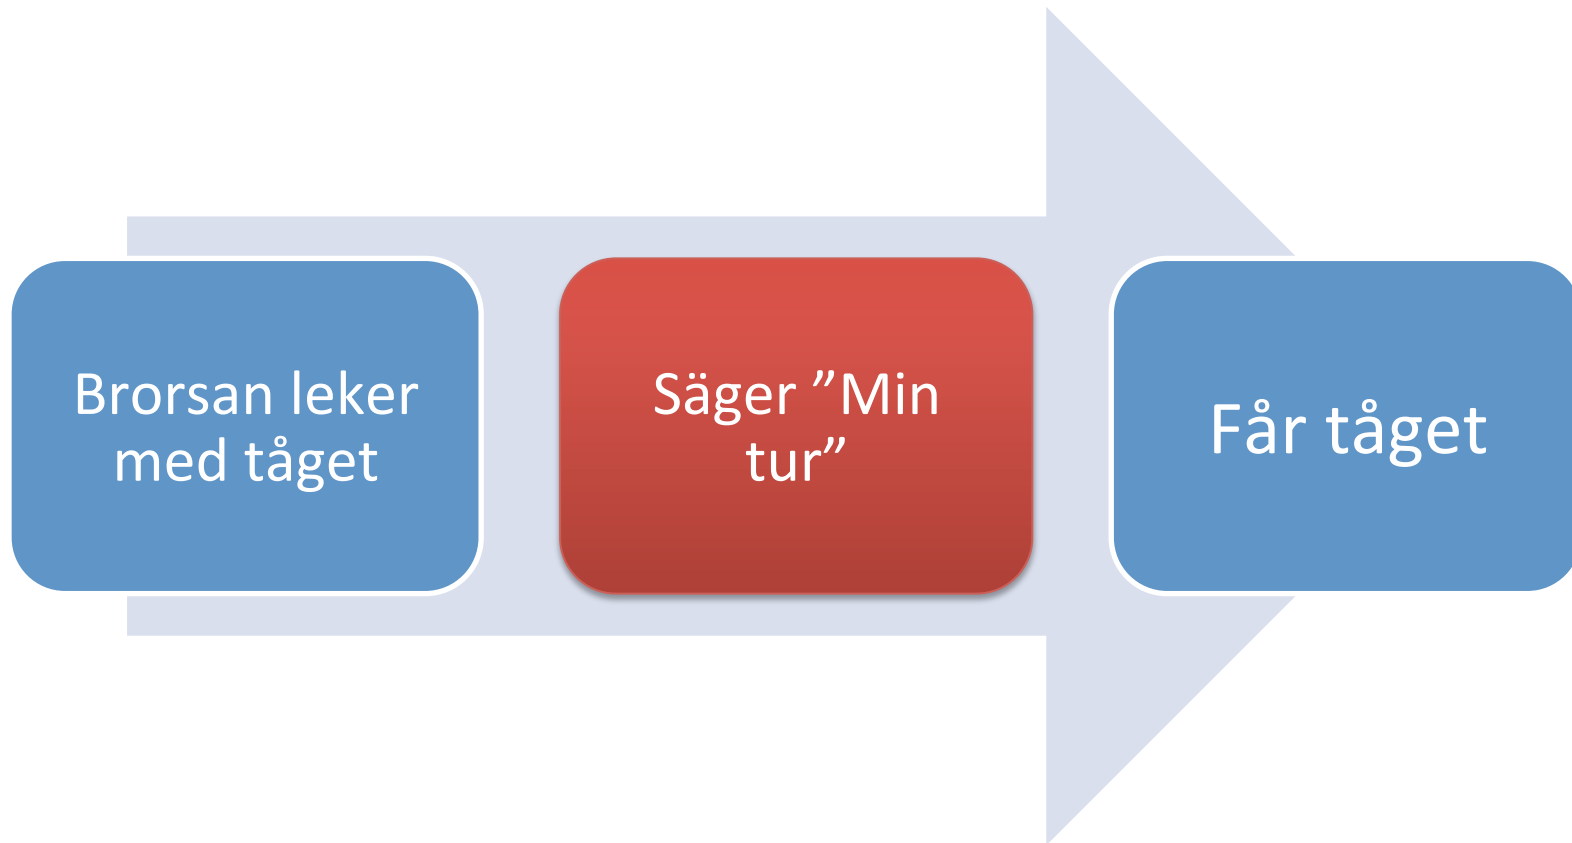 Brorsan leker
med tåget
Säger ”Min
tur”
Får tåget